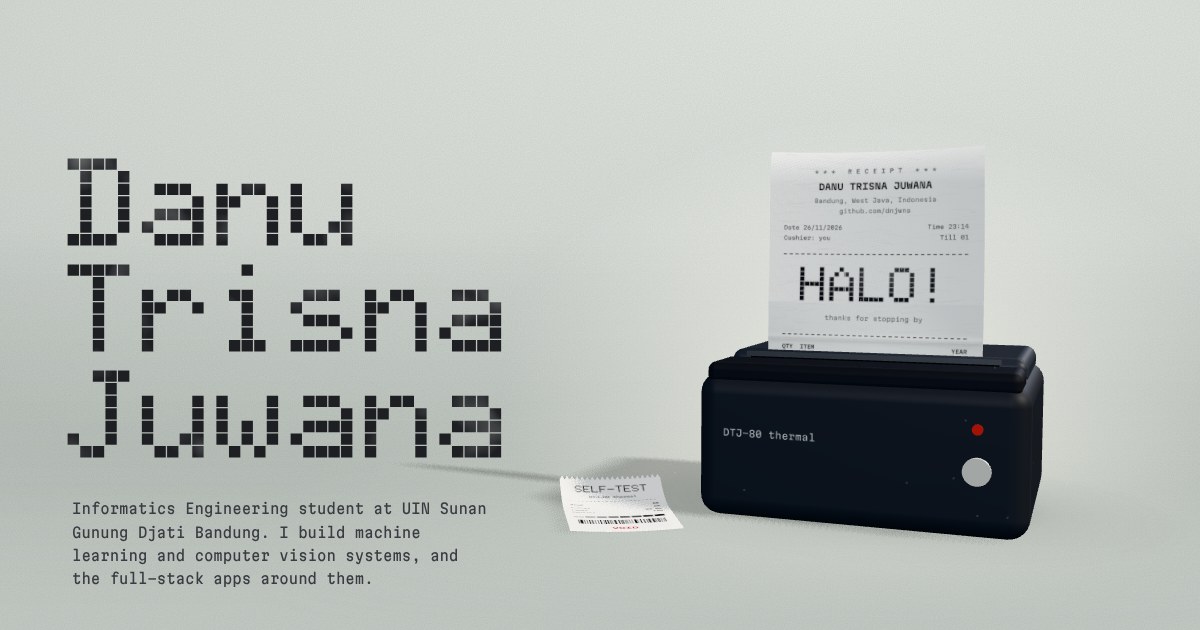 Danu
Trisna
Juwana
Informatics Engineering student at UIN Sunan
Gunung Djati Bandung. I build machine
learning and computer vision systems, and
the full-stack apps around them.
*** RECEIPT ***
DANU TRISNA JUWANA
Bandung, West Java, Indonesia
github.com/dnjwna
Date 26/11/2026 Time 23:14
Cashier: you Till 01
HALO!
thanks for stopping by
QTY ITEM YEAR
DTJ-80 thermal
SELF-TEST
VOID